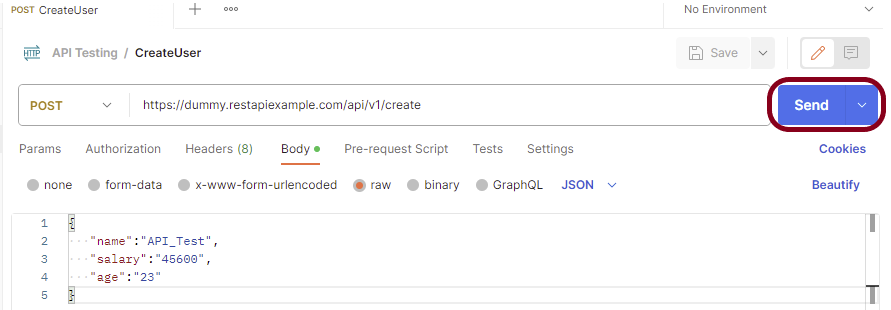 POST CreateUser
No Environment
HTTP API Testing / CreateUser
Save
POST https://dummy.restapiexample.com/api/v1/create Send
Params Authorization Headers (8) Body Pre-request Script Tests Settings Cookies
none form-data x-www-form-urlencoded raw binary GraphQL JSON Beautify
1 {
2 "name":"API_Test",
3 "salary":"45600",
4 "age":"23"
5 }